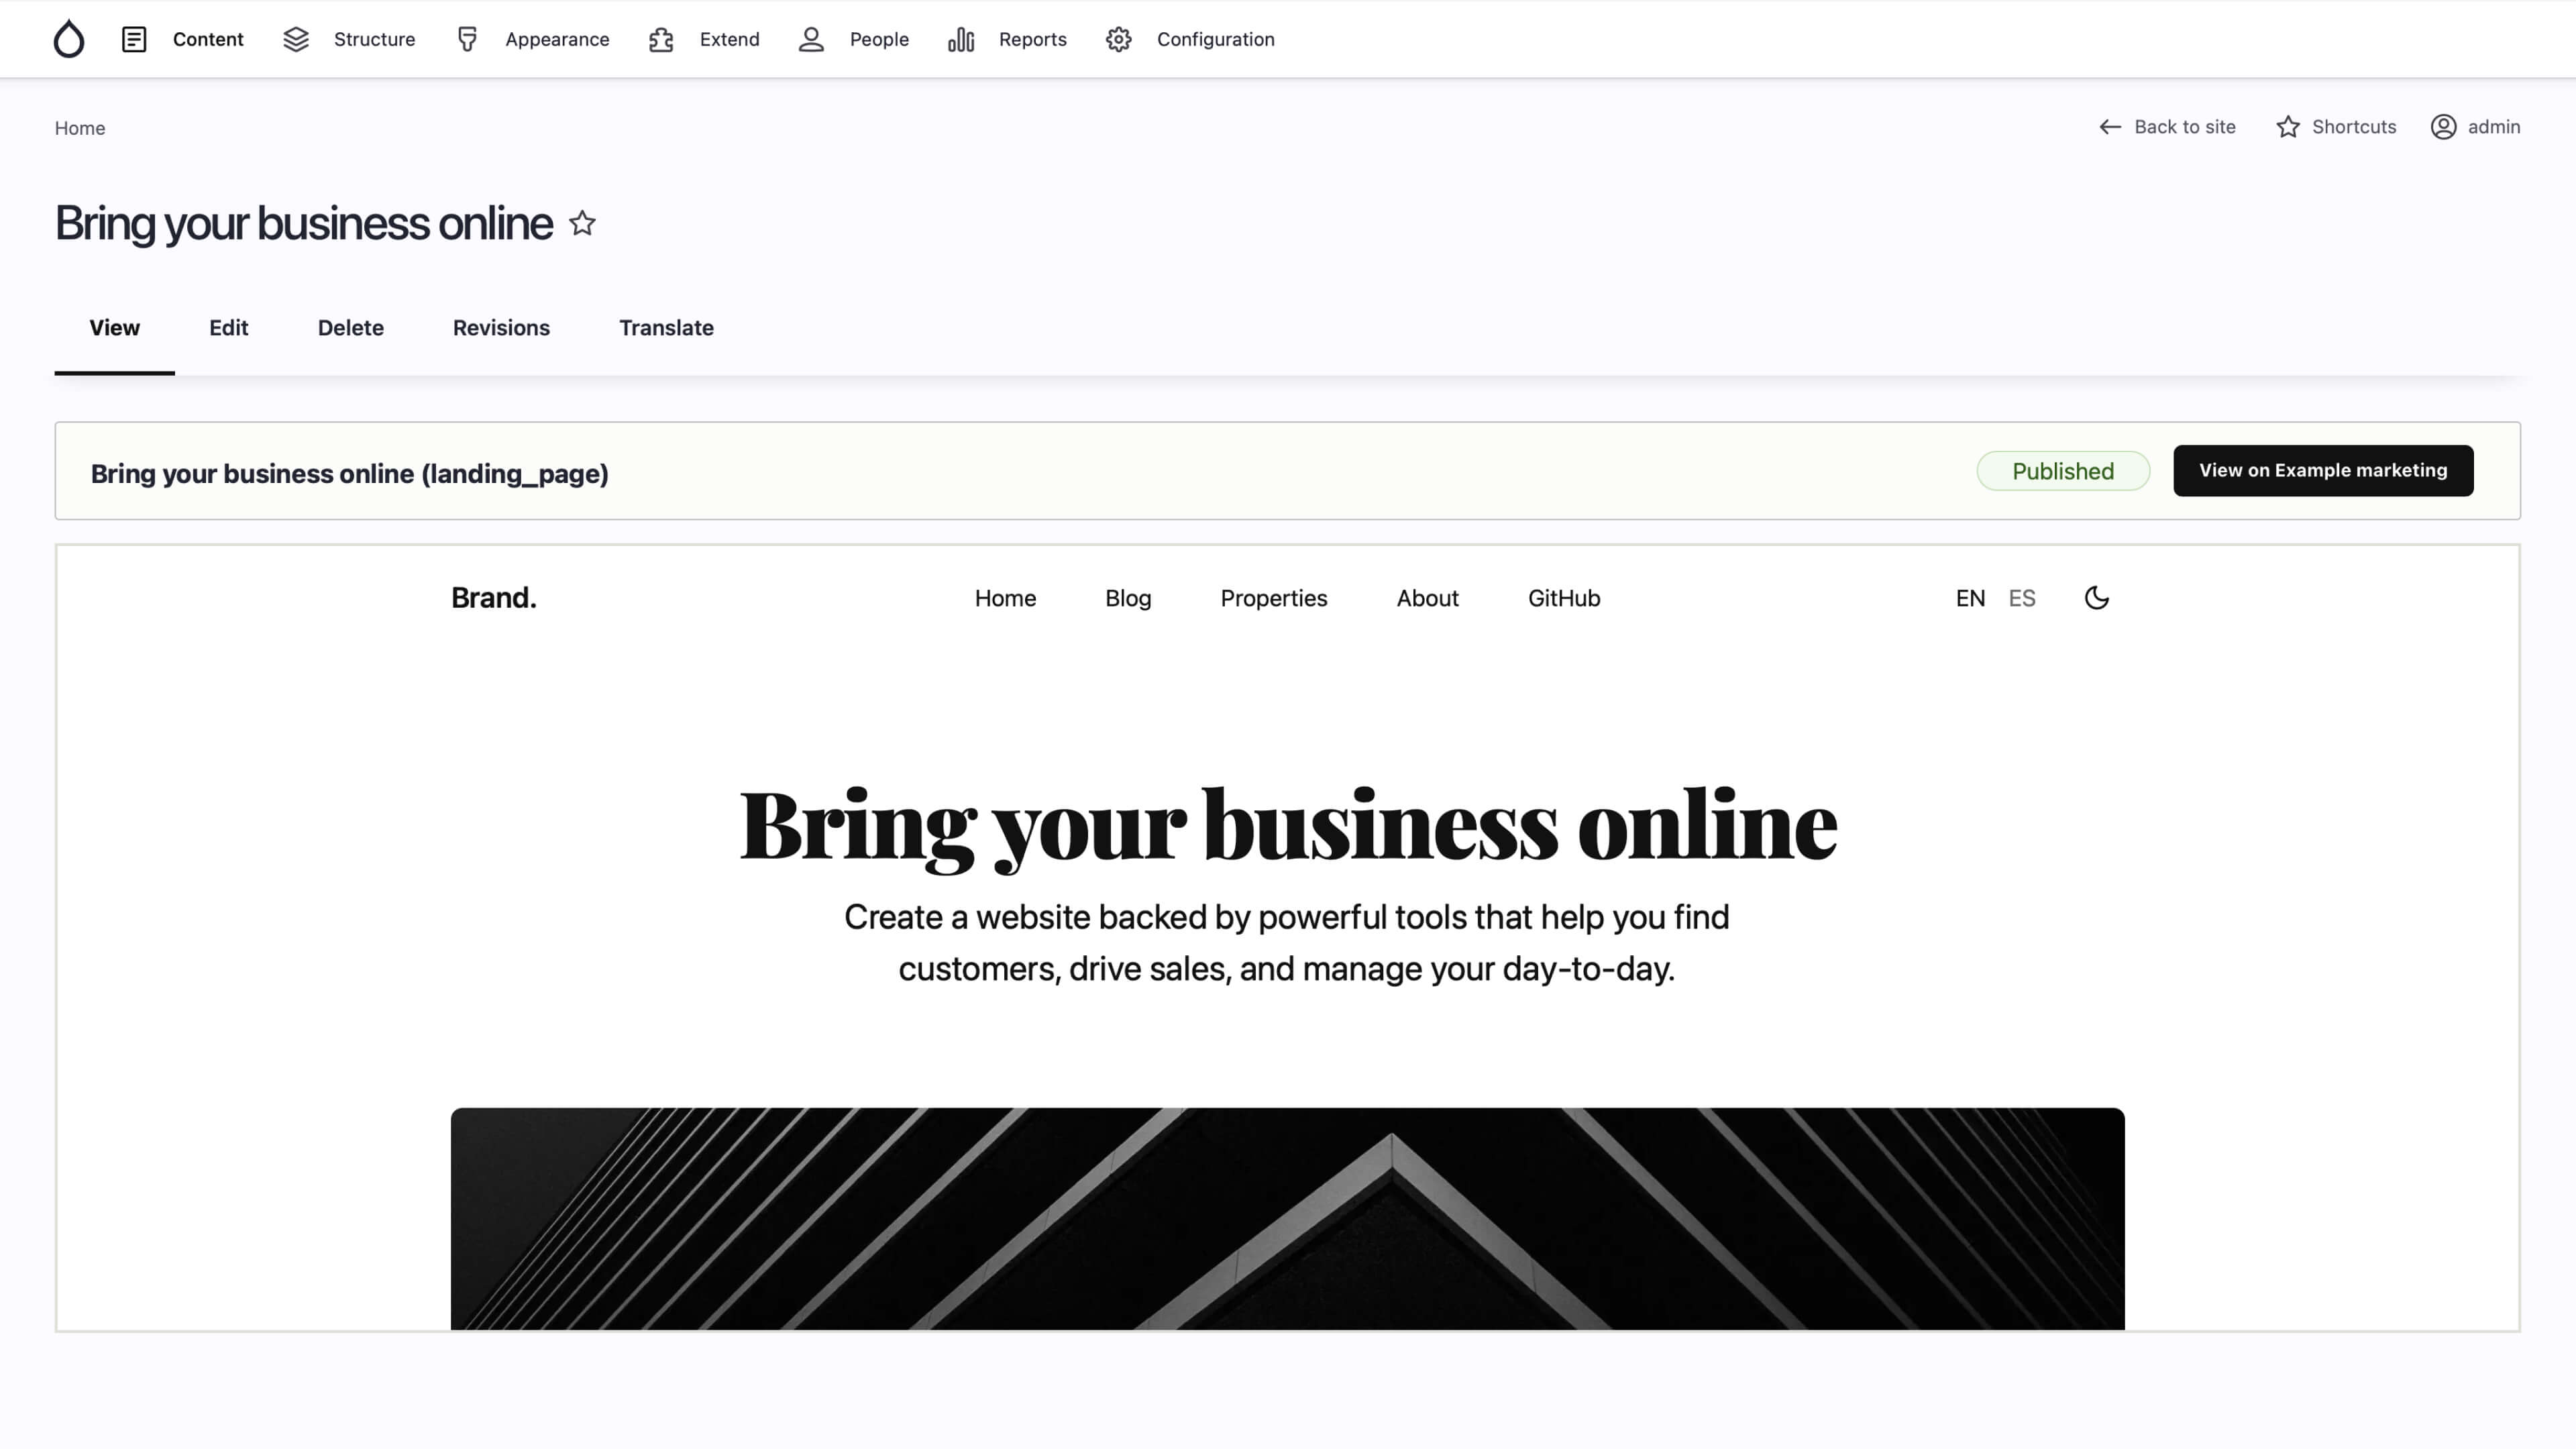 Content Structure Appearance Extend People Reports Configuration
Home
Back to site Shortcuts admin
Bring your business online
View Edit Delete Revisions Translate
Bring your business online (landing_page)
Published View on Example marketing
Brand. Home Blog Properties About GitHub EN ES
Bring your business online
Create a website backed by powerful tools that help you find
customers, drive sales, and manage your day-to-day.